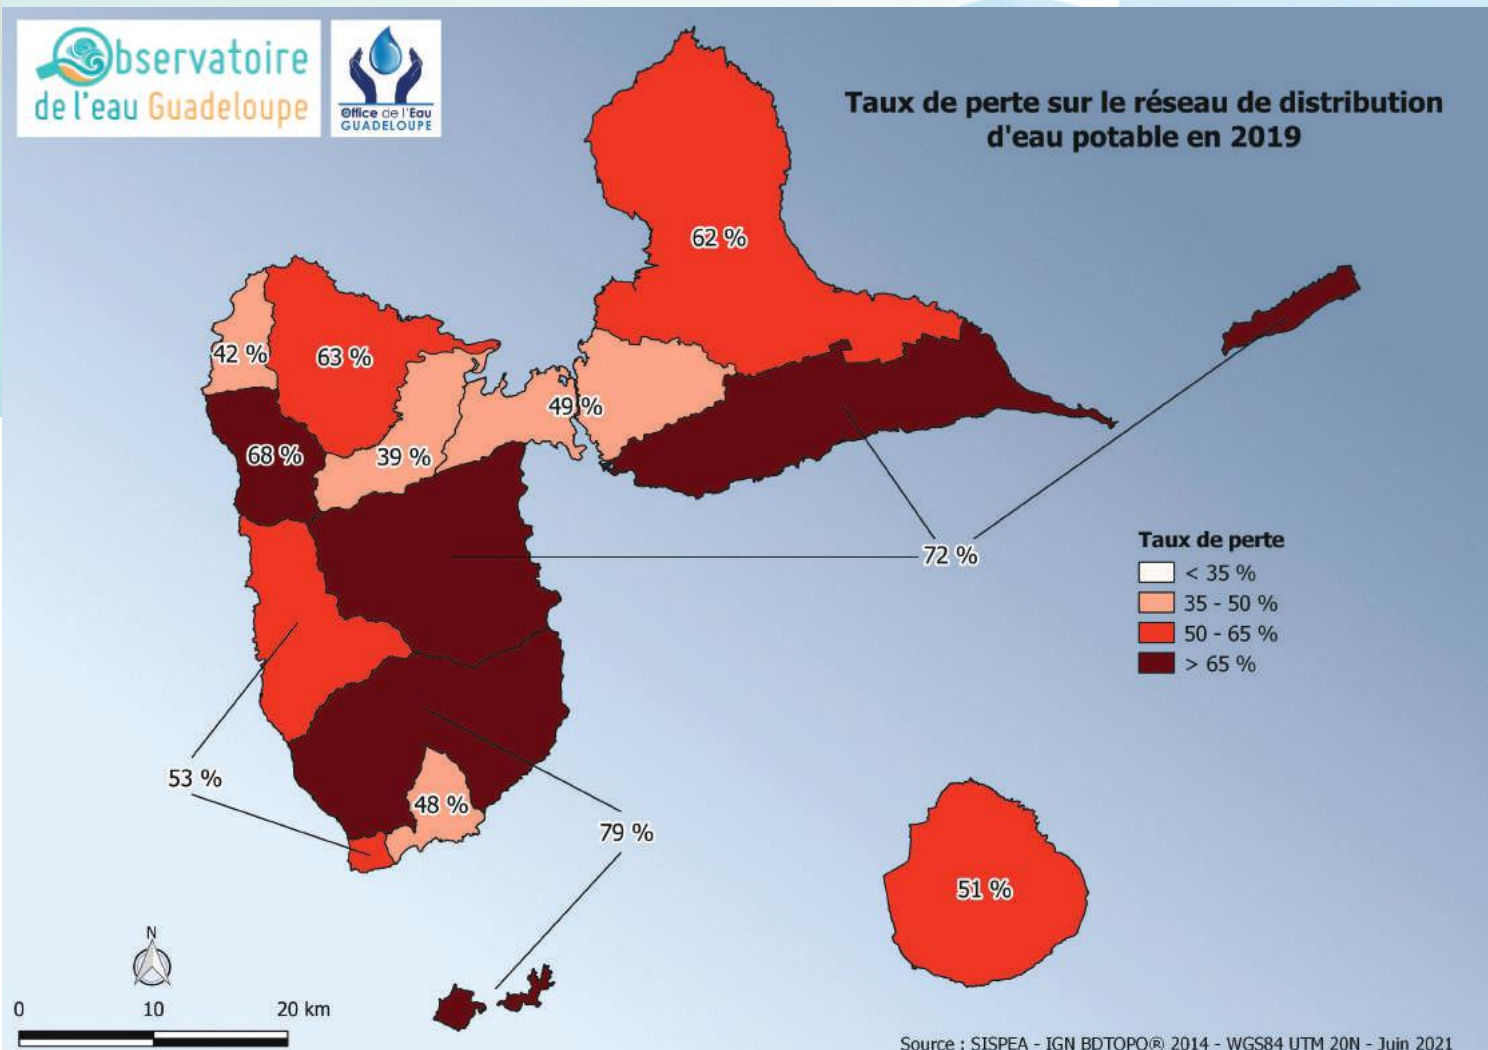 Observatoire
de l'eau Guadeloupe
Office de l'Eau
GUADELOUPE
Taux de perte sur le réseau de distribution
d'eau potable en 2019
62 %
42 %
63 %
49 %
68 %
39 %
72 %
Taux de perte
< 35 %
35 - 50 %
50 - 65 %
> 65 %
53 %
48 %
79 %
51 %
N
0 10 20 km
Source : SISPEA - IGN BDTOPO® 2014 - WGS84 UTM 20N - Juin 2021